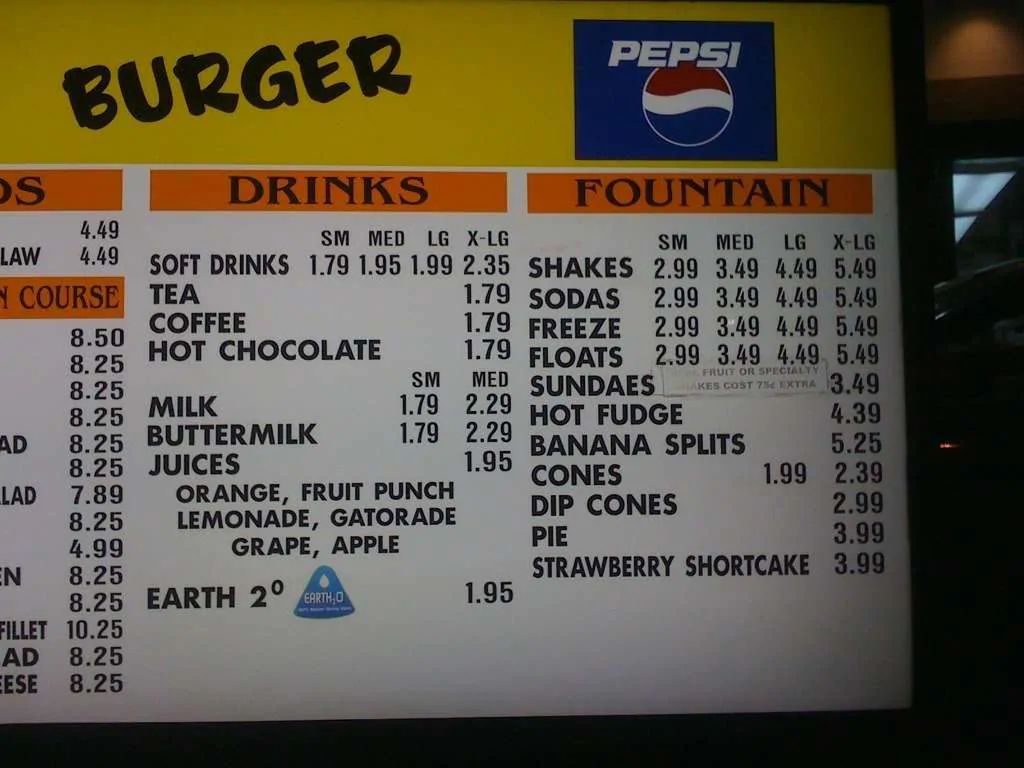 BURGER
PEPSI
DS
4.49
LAW 4.49
N COURSE
8.50
8.25
8.25
8.25
AD 8.25
8.25
LAD 7.89
8.25
4.99
EN 8.25
8.25
FILLET 10.25
AD 8.25
EESE 8.25
DRINKS
SM MED LG X-LG
SOFT DRINKS 1.79 1.95 1.99 2.35
TEA 1.79
COFFEE 1.79
HOT CHOCOLATE 1.79
SM MED
MILK 1.79 2.29
BUTTERMILK 1.79 2.29
JUICES 1.95
ORANGE, FRUIT PUNCH
LEMONADE, GATORADE
GRAPE, APPLE
EARTH 2⁰ EARTH₂O 1.95
FOUNTAIN
SM MED LG X-LG
SHAKES 2.99 3.49 4.49 5.49
SODAS 2.99 3.49 4.49 5.49
FREEZE 2.99 3.49 4.49 5.49
FLOATS 2.99 3.49 4.49 5.49
FRUIT OR SPECIALTY
AKES COST 75¢ EXTRA
SUNDAES 3.49
HOT FUDGE 4.39
BANANA SPLITS 5.25
CONES 1.99 2.39
DIP CONES 2.99
PIE 3.99
STRAWBERRY SHORTCAKE 3.99